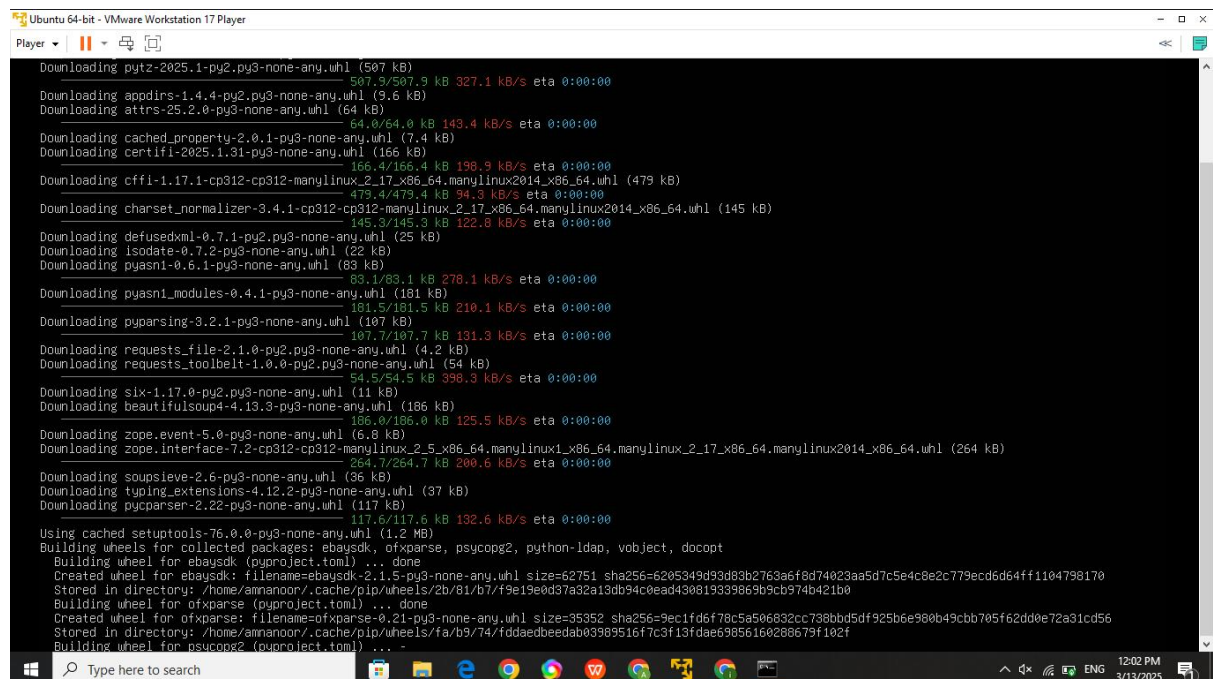 Ubuntu 64-bit - VMware Workstation 17 Player
Player
Downloading pytz-2025.1-py2.py3-none-any.whl (507 kB)
507.9/507.9 kB 327.1 kB/s eta 0:00:00
Downloading appdirs-1.4.4-py2.py3-none-any.whl (9.6 kB)
Downloading attrs-25.2.0-py3-none-any.whl (64 kB)
64.0/64.0 kB 143.4 kB/s eta 0:00:00
Downloading cached_property-2.0.1-py3-none-any.whl (7.4 kB)
Downloading certifi-2025.1.31-py3-none-any.whl (166 kB)
166.4/166.4 kB 198.9 kB/s eta 0:00:00
Downloading cffi-1.17.1-cp312-cp312-manylinux_2_17_x86_64.manylinux2014_x86_64.whl (479 kB)
479.4/479.4 kB 94.3 kB/s eta 0:00:00
Downloading charset_normalizer-3.4.1-cp312-cp312-manylinux_2_17_x86_64.manylinux2014_x86_64.whl (145 kB)
145.3/145.3 kB 122.8 kB/s eta 0:00:00
Downloading defusedxml-0.7.1-py2.py3-none-any.whl (25 kB)
Downloading isodate-0.7.2-py3-none-any.whl (22 kB)
Downloading pyasn1-0.6.1-py3-none-any.whl (83 kB)
83.1/83.1 kB 278.1 kB/s eta 0:00:00
Downloading pyasn1_modules-0.4.1-py3-none-any.whl (181 kB)
181.5/181.5 kB 210.1 kB/s eta 0:00:00
Downloading pyparsing-3.2.1-py3-none-any.whl (107 kB)
107.7/107.7 kB 131.3 kB/s eta 0:00:00
Downloading requests_file-2.1.0-py2.py3-none-any.whl (4.2 kB)
Downloading requests_toolbelt-1.0.0-py2.py3-none-any.whl (54 kB)
54.5/54.5 kB 398.3 kB/s eta 0:00:00
Downloading six-1.17.0-py2.py3-none-any.whl (11 kB)
Downloading beautifulsoup4-4.13.3-py3-none-any.whl (186 kB)
186.0/186.0 kB 125.5 kB/s eta 0:00:00
Downloading zope.event-5.0-py3-none-any.whl (6.8 kB)
Downloading zope.interface-7.2-cp312-cp312-manylinux_2_5_x86_64.manylinux1_x86_64.manylinux_2_17_x86_64.manylinux2014_x86_64.whl (264 kB)
264.7/264.7 kB 200.6 kB/s eta 0:00:00
Downloading soupsieve-2.6-py3-none-any.whl (36 kB)
Downloading typing_extensions-4.12.2-py3-none-any.whl (37 kB)
Downloading pycparser-2.22-py3-none-any.whl (117 kB)
117.6/117.6 kB 132.6 kB/s eta 0:00:00
Using cached setuptools-76.0.0-py3-none-any.whl (1.2 MB)
Building wheels for collected packages: ebaysdk, ofxparse, psycopg2, python-ldap, vobject, docopt
Building wheel for ebaysdk (pyproject.toml) ... done
Created wheel for ebaysdk: filename=ebaysdk-2.1.5-py3-none-any.whl size=62751 sha256=6205349d93d83b2763a6f8d74023aa5d7c5e4c8e2c779ecd6d64ff1104798170
Stored in directory: /home/amnanoor/.cache/pip/wheels/2b/81/b7/f9e19e0d37a32a13db94c0ead430819339869b9cb974b421b0
Building wheel for ofxparse (pyproject.toml) ... done
Created wheel for ofxparse: filename=ofxparse-0.21-py3-none-any.whl size=35352 sha256=9ec1fd6f78c5a506832cc738bbd5df925b6e980b49cbb705f62dd0e72a31cd56
Stored in directory: /home/amnanoor/.cache/pip/wheels/fa/b9/74/fddaedbeedab03989516f7c3f13fdae69856160288679f102f
Building wheel for psycopg2 (pyproject.toml) ... -
Type here to search
ENG
12:02 PM
3/13/2025